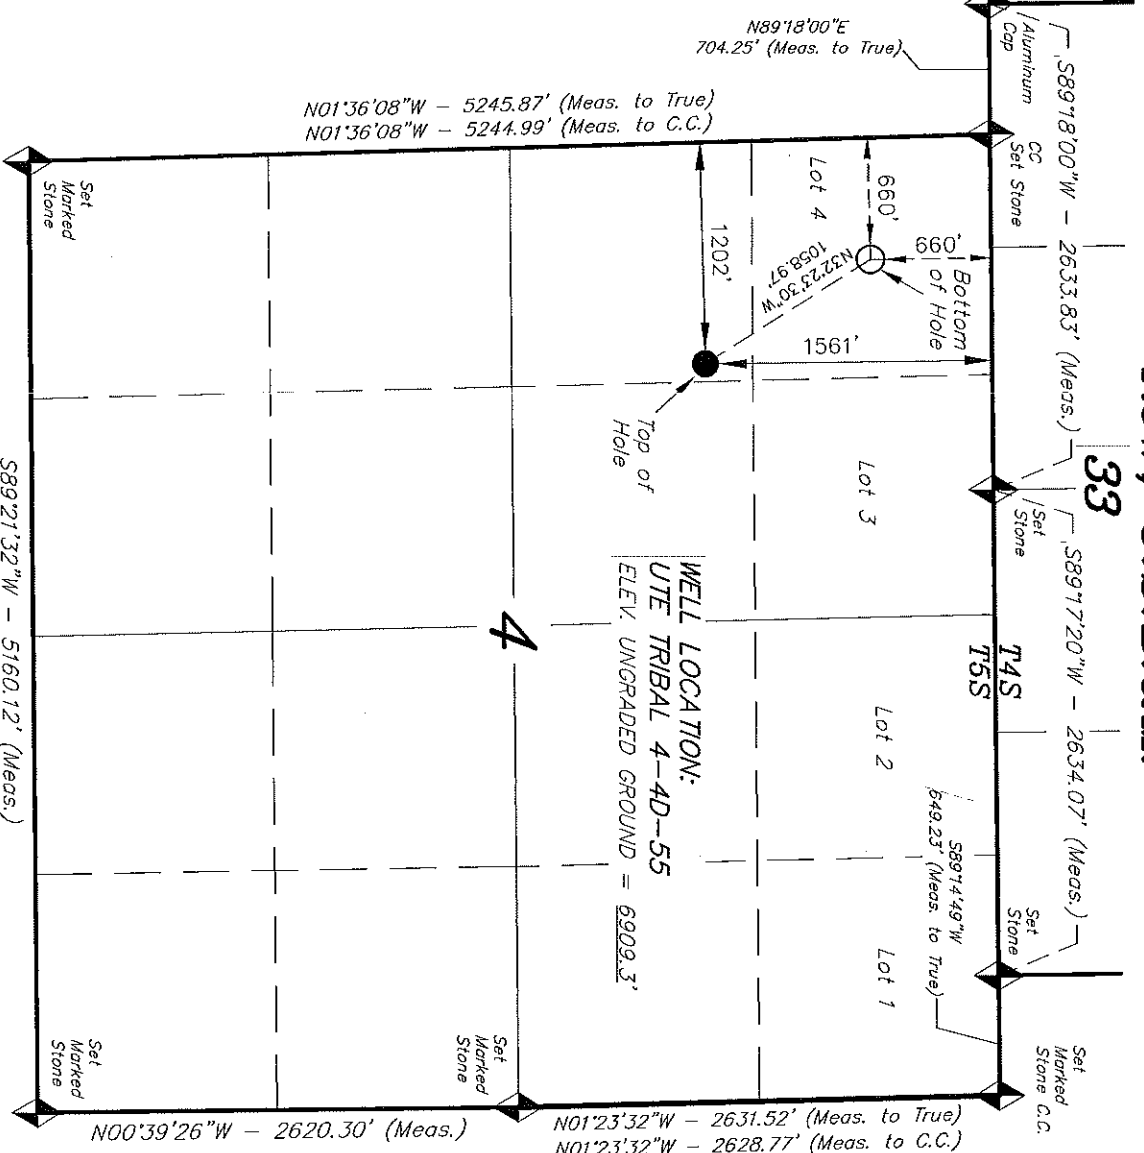 33
S89°18'00"W - 2633.83' (Meas.)
S89°17'20"W - 2634.07' (Meas.)
N89°18'00"E
704.25' (Meas. to True)
Aluminum
Cap
CC
Set Stone
Set
Stone
T4S
T5S
Set
Stone
Set
Marked
Stone C.C.
S89°14'49"W
649.23' (Meas. to True)
N01°36'08"W - 5245.87' (Meas. to True)
N01°36'08"W - 5244.99' (Meas. to C.C.)
Lot 4
660'
660'
Bottom
of Hole
N32°23'30"W
1058.97'
1202'
1561'
Top of
Hole
Lot 3
Lot 2
Lot 1
WELL LOCATION:
UTE TRIBAL 4-4D-55
ELEV. UNGRADED GROUND = 6909.3'
4
Set
Marked
Stone
Set
Marked
Stone
Set
Marked
Stone
N01°23'32"W - 2631.52' (Meas. to True)
N01°23'32"W - 2628.77' (Meas. to C.C.)
N00°39'26"W - 2620.30' (Meas.)
S89°21'32"W - 5160.12' (Meas.)